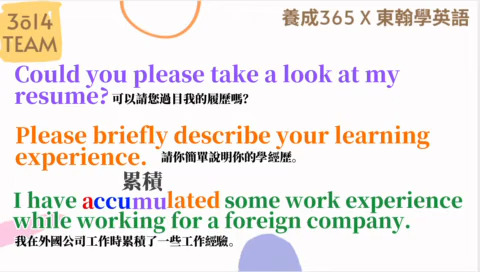 3ō14
TEAM
養成365 X 東翰學英語
Could you please take a look at my
resume? 可以請您過目我的履歷嗎?
Please briefly describe your learning
experience. 請你簡單說明你的學經歷。
累積
I have accumulated some work experience
while working for a foreign company.
我在外國公司工作時累積了一些工作經驗。